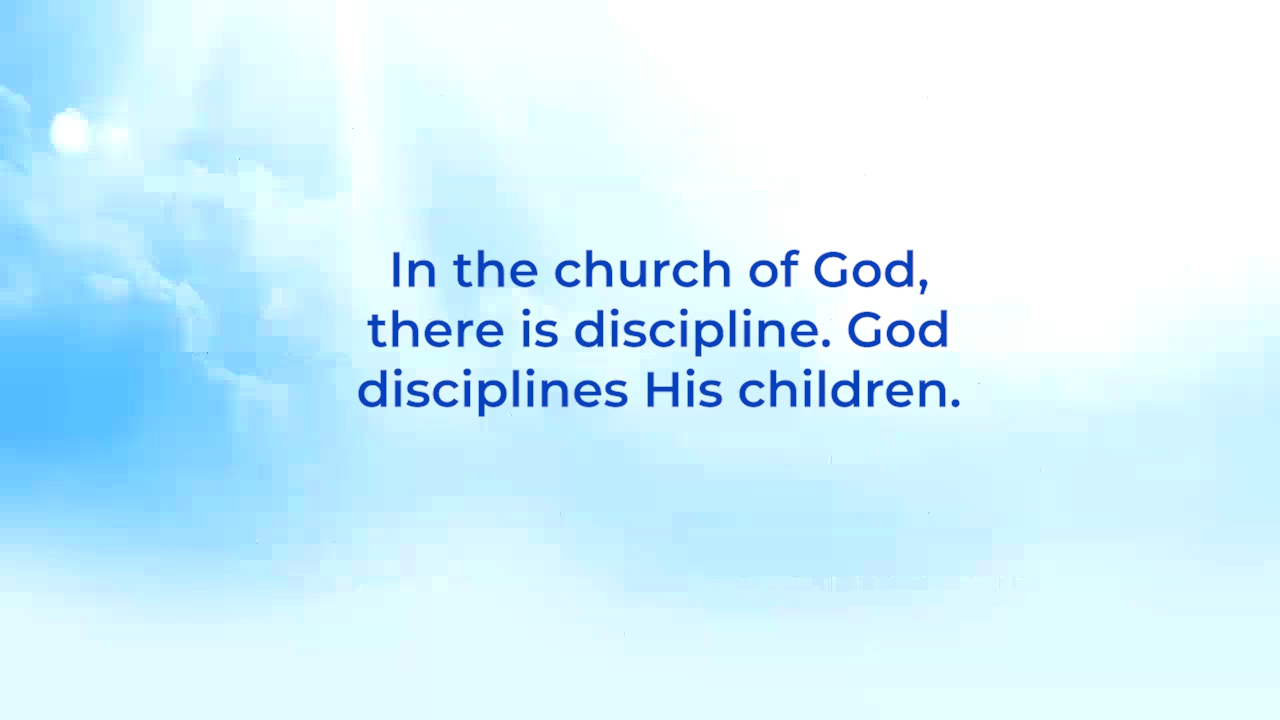 In the church of God,
there is discipline. God
disciplines His children.